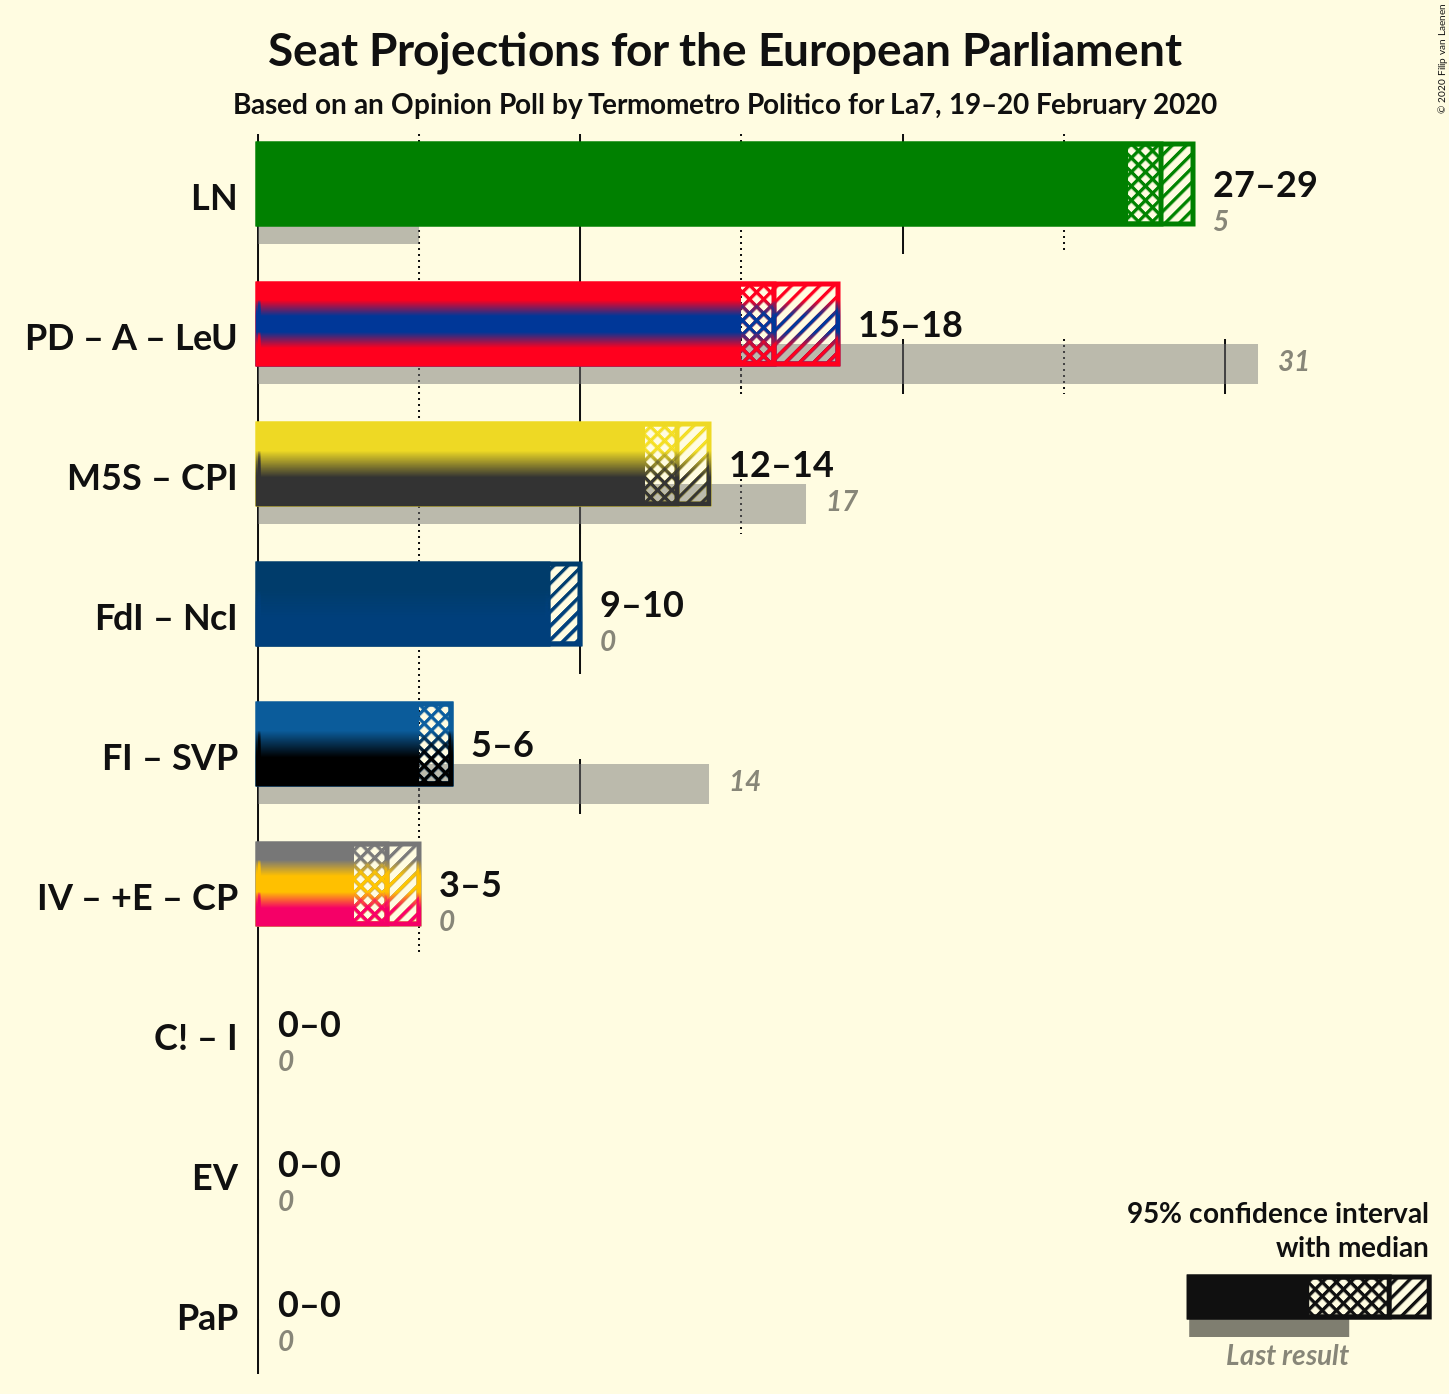 Seat Projections for the European Parliament
Based on an Opinion Poll by Termometro Politico for La7, 19–20 February 2020
© 2020 Filip van Laenen
LN
27–29
5
PD – A – LeU
15–18
31
M5S – CPI
12–14
17
FdI – NcI
9–10
0
FI – SVP
5–6
14
IV – +E – CP
3–5
0
C! – I
0–0
0
EV
0–0
0
PaP
0–0
0
95% confidence interval
with median
Last result